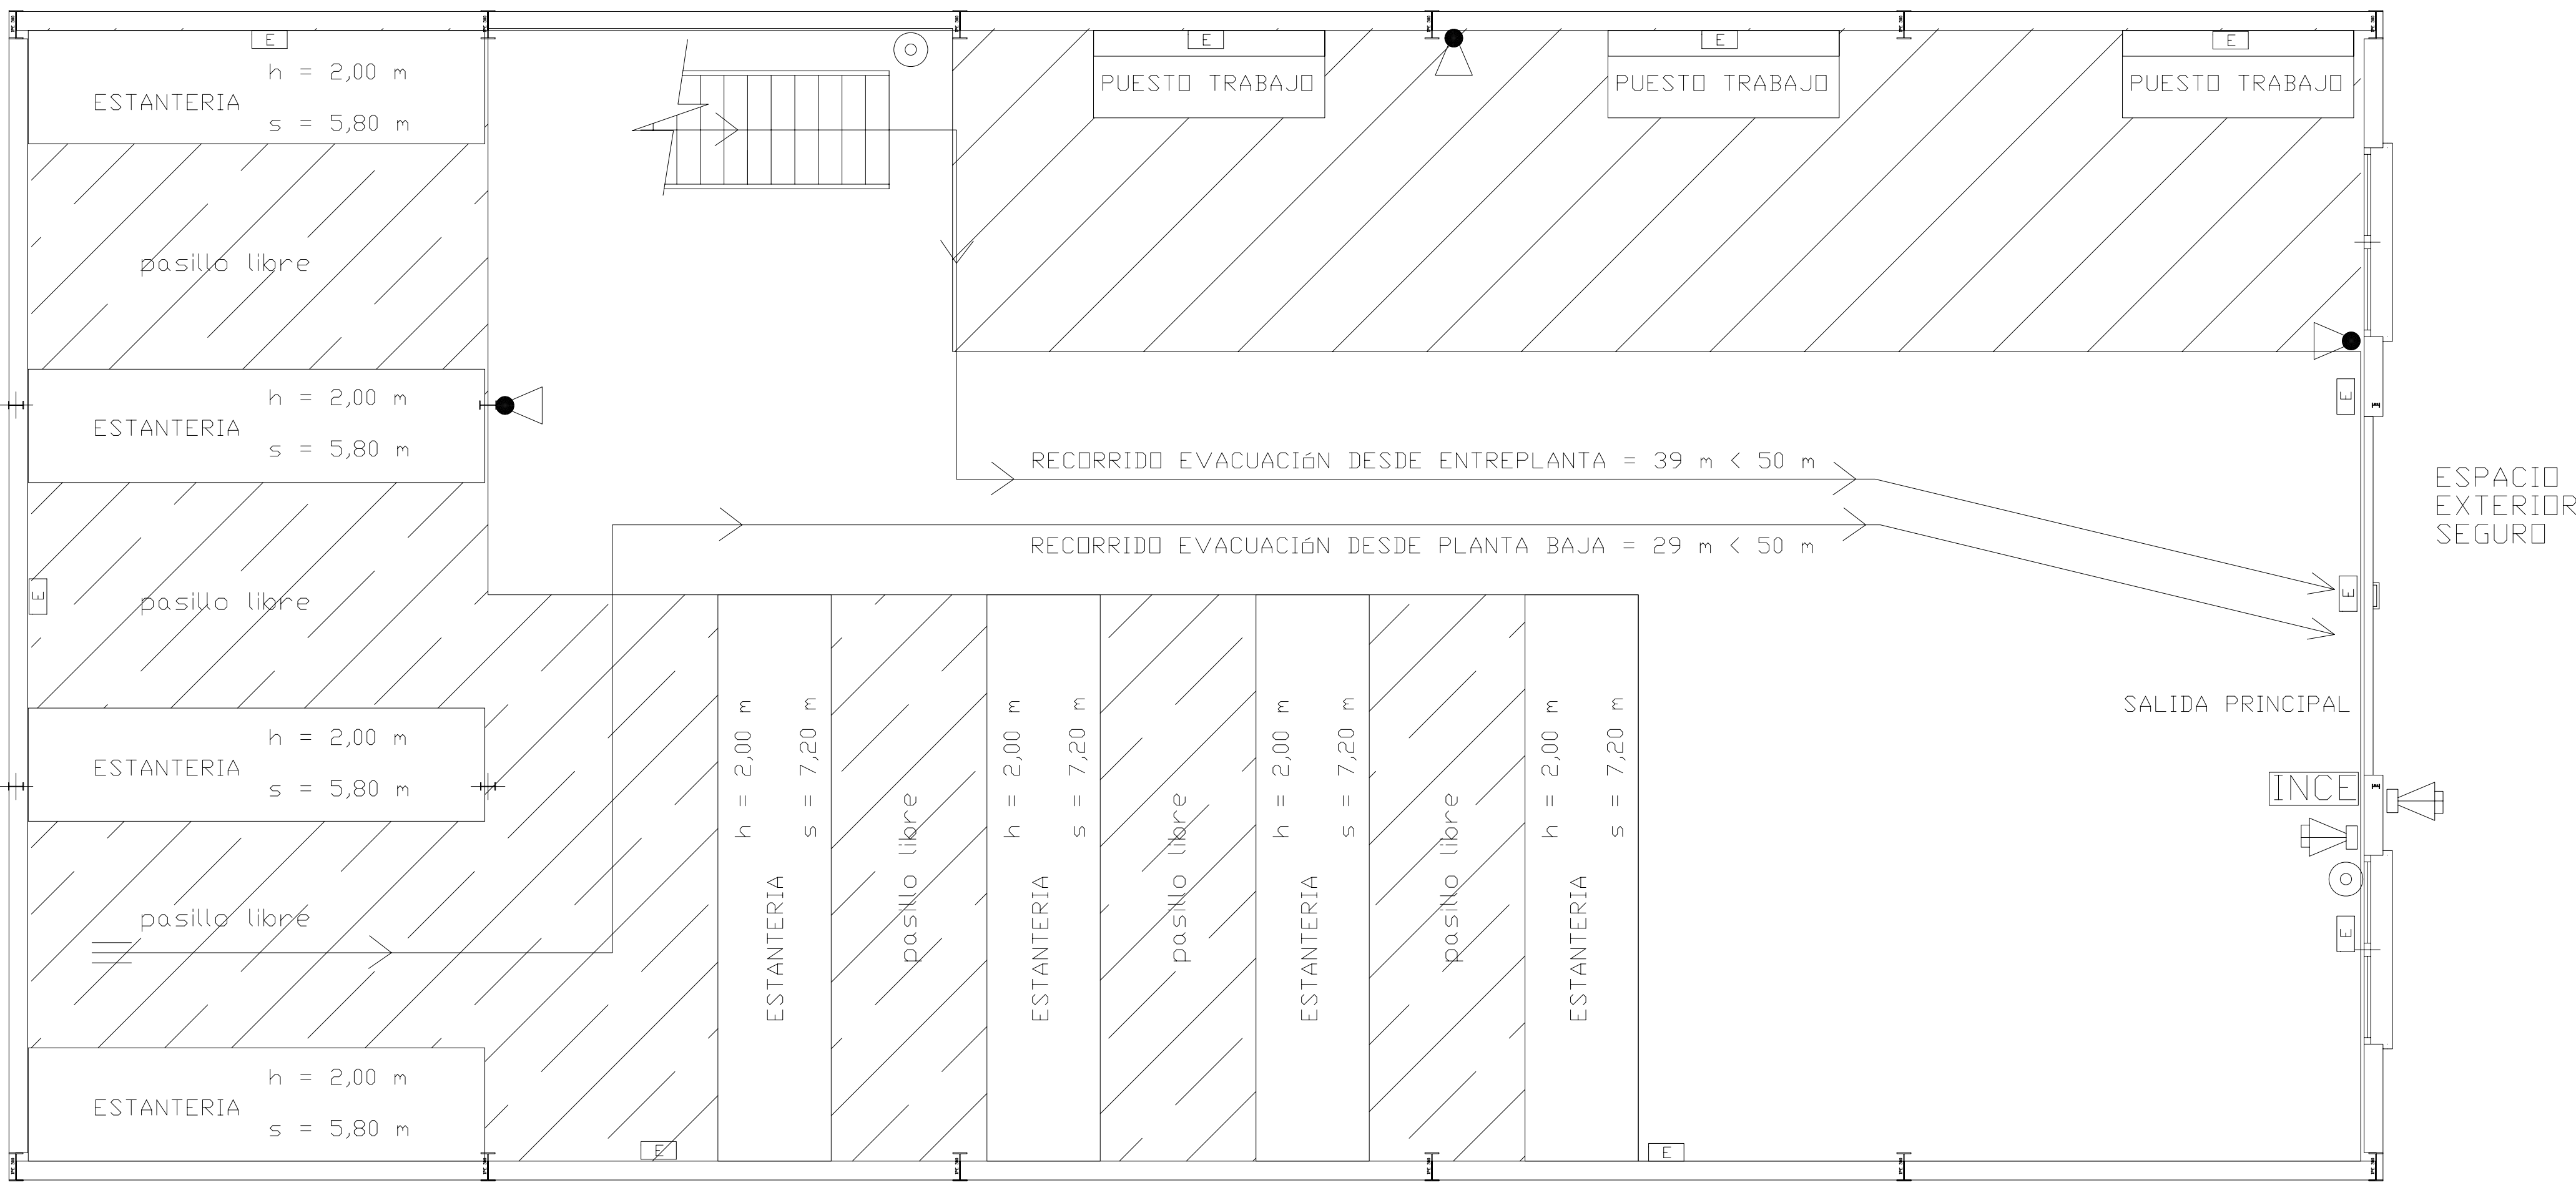 E
h = 2,00 m
ESTANTERIA
s = 5,80 m
E
PUESTO TRABAJO
E
PUESTO TRABAJO
E
PUESTO TRABAJO
pasillo libre
h = 2,00 m
ESTANTERIA
s = 5,80 m
E
RECORRIDO EVACUACIóN DESDE ENTREPLANTA = 39 m < 50 m
RECORRIDO EVACUACIóN DESDE PLANTA BAJA = 29 m < 50 m
ESPACIO
EXTERIOR
SEGURO
E
pasillo libre
E
SALIDA PRINCIPAL
h = 2,00 m
ESTANTERIA
s = 5,80 m
INCE
h = 2,00 m
s = 7,20 m
ESTANTERIA
pasillo libre
h = 2,00 m
s = 7,20 m
ESTANTERIA
pasillo libre
h = 2,00 m
s = 7,20 m
ESTANTERIA
pasillo libre
h = 2,00 m
s = 7,20 m
ESTANTERIA
pasillo libre
E
h = 2,00 m
ESTANTERIA
s = 5,80 m
E
E